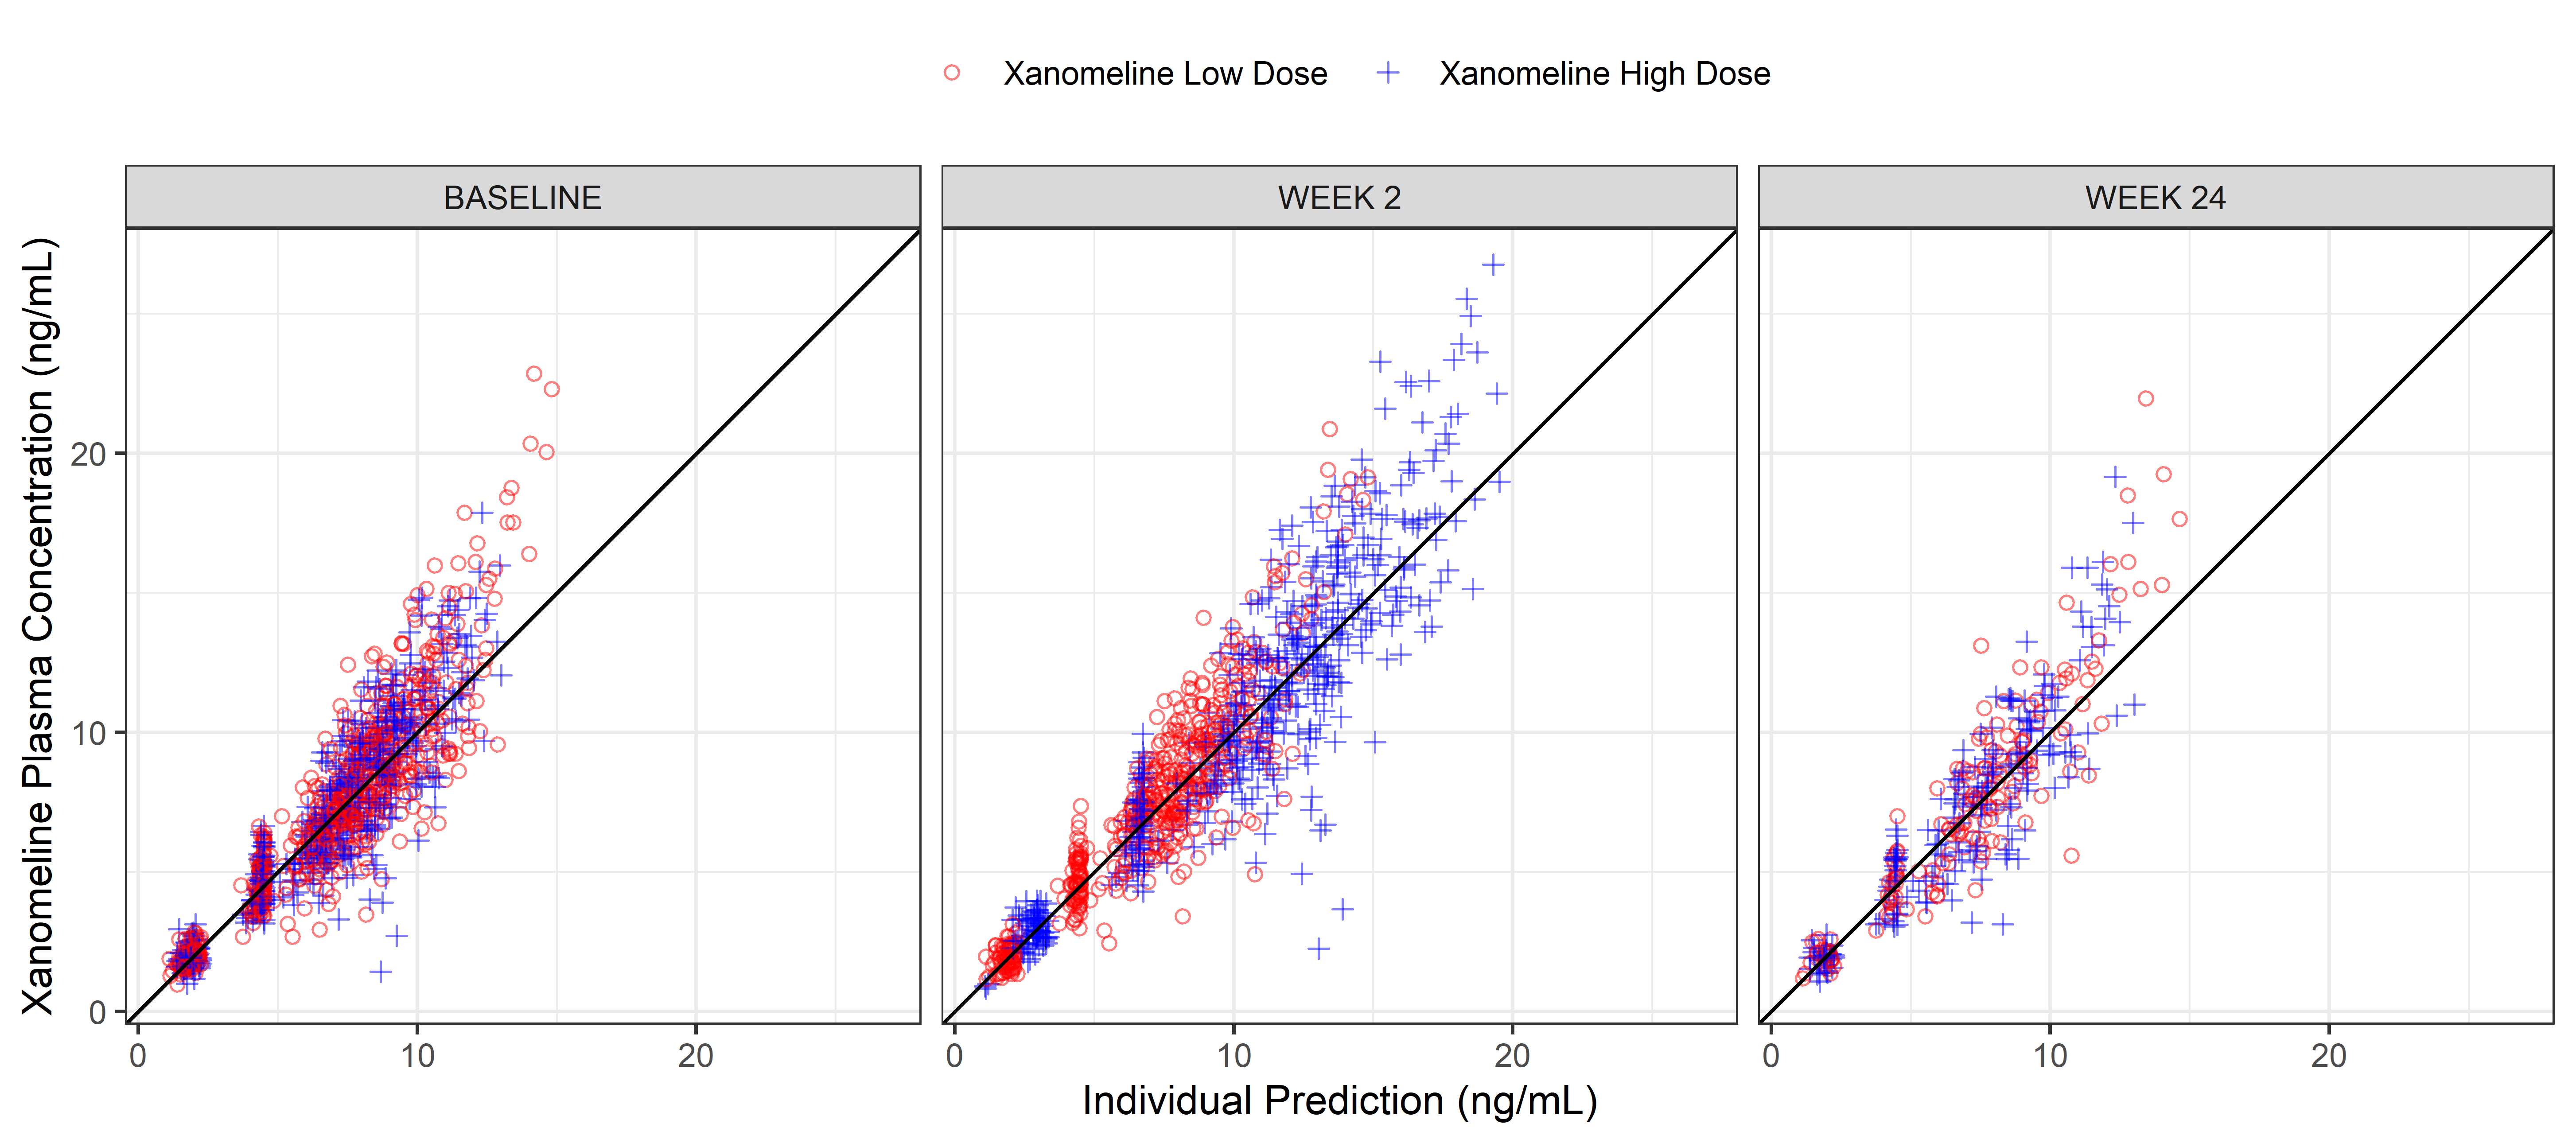 Xanomeline Low Dose Xanomeline High Dose
BASELINE WEEK 2 WEEK 24
Xanomeline Plasma Concentration (ng/mL)
20
10
0
0 10 20 0 10 20 0 10 20
Individual Prediction (ng/mL)